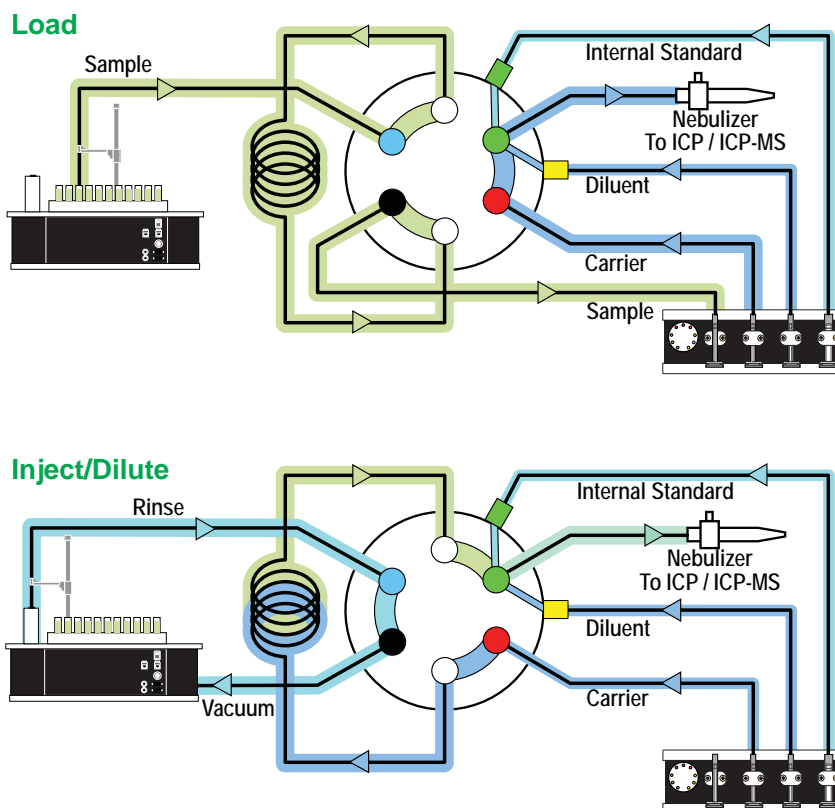 Load
Sample
Internal Standard
Nebulizer
To ICP / ICP-MS
Diluent
Carrier
Sample
Inject/Dilute
Rinse
Internal Standard
Nebulizer
To ICP / ICP-MS
Diluent
Carrier
Vacuum